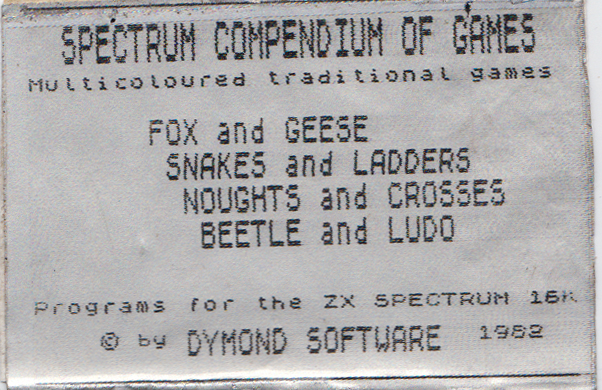 SPECTRUM COMPENDIUM OF GAMES
Multicoloured traditional games
FOX and GEESE
SNAKES and LADDERS
NOUGHTS and CROSSES
BEETLE and LUDO
Programs for the ZX SPECTRUM 16K
© by DYMOND SOFTWARE 1982